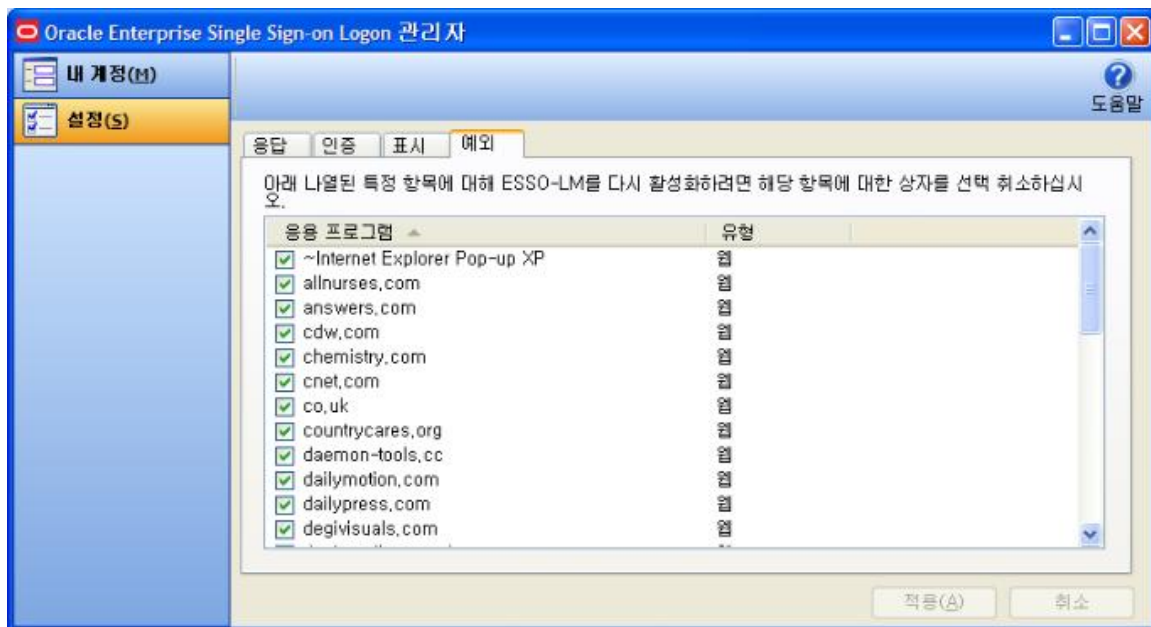 Oracle Enterprise Single Sign-on Logon 관리자
내 계정(M)
설정(S)
도움말
응답 인증 표시 예외
아래 나열된 특정 항목에 대해 ESSO-LM를 다시 활성화하려면 해당 항목에 대한 상자를 선택 취소하십시
오.
응용 프로그램 유형
~Internet Explorer Pop-up XP 웹
allnurses.com 웹
answers.com 웹
cdw.com 웹
chemistry.com 웹
cnet.com 웹
co.uk 웹
countrycares.org 웹
daemon-tools.cc 웹
dailymotion.com 웹
dailypress.com 웹
degivisuals.com 웹
적용(A) 취소